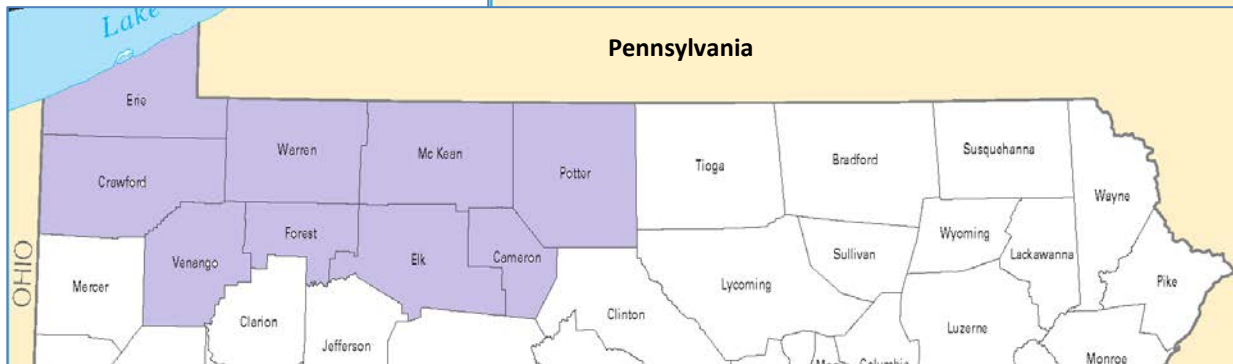 Lake
Pennsylvania
Erie
Warren
Mc Kean
Potter
Tioga
Bradford
Susquehanna
Wayne
Crawford
Venango
Forest
Elk
Cameron
Sullivan
Wyoming
Lackawanna
Pike
OHIO
Mercer
Clarion
Jefferson
Clinton
Lycoming
Luzerne
Monroe
Columbia